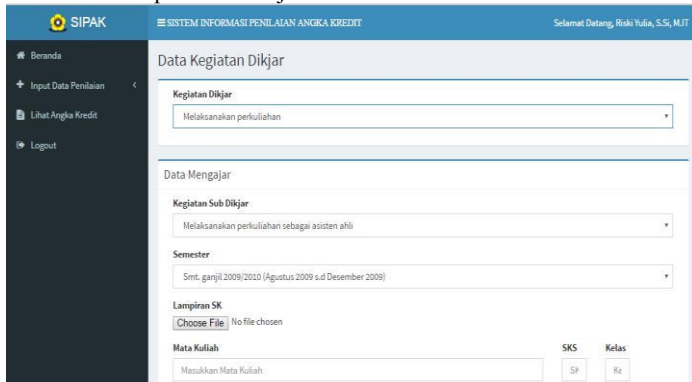 SIPAK
SISTEM INFORMASI PENILAIAN ANGKA KREDIT
Selamat Datang, Riski Yulia, S.Si, M.IT
Beranda
Input Data Penilaian
Lihat Angka Kredit
Logout
Data Kegiatan Dikjar
Kegiatan Dikjar
Melaksanakan perkuliahan
Data Mengajar
Kegiatan Sub Dikjar
Melaksanakan perkuliahan sebagai asisten ahli
Semester
Smt. ganjil 2009/2010 (Agustus 2009 s.d Desember 2009)
Lampiran SK
Choose File No file chosen
Mata Kuliah SKS Kelas
Masukkan Mata Kuliah Ke